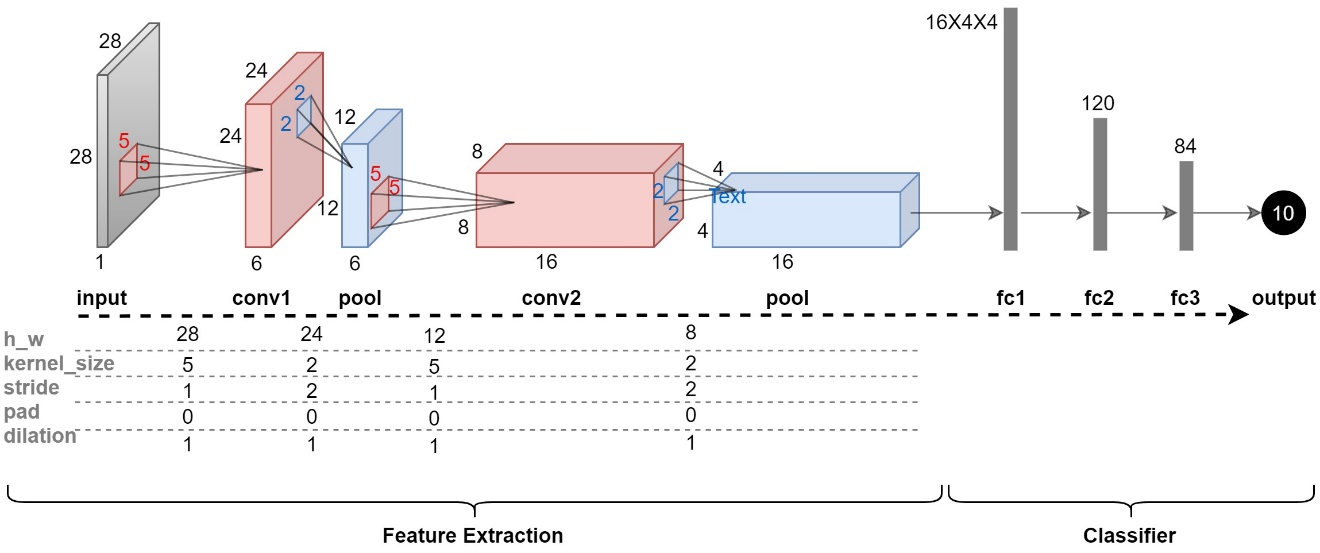 28
28
5
5
1
24
24
2
2
6
12
12
5
5
6
8
8
2
2
16
4
Text
4
16
16X4X4
120
84
10
input conv1 pool conv2 pool fc1 fc2 fc3 output
h_w 28 24 12 8
kernel_size 5 2 5 2
stride 1 2 1 2
pad 0 0 0 0
dilation 1 1 1 1
Feature Extraction Classifier